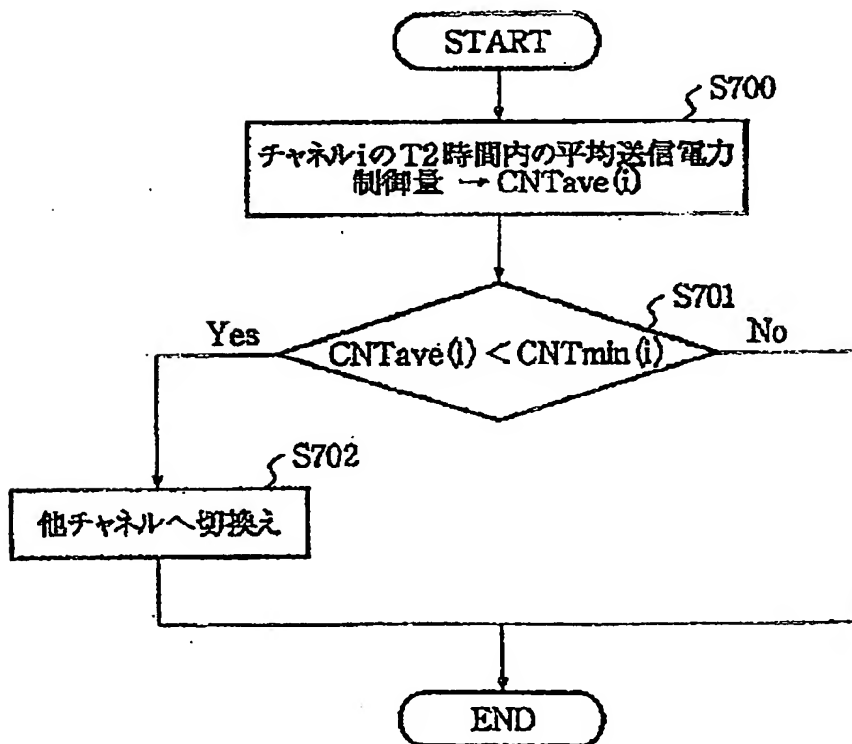 START
S700
チャネルiのT2時間内の平均送信電力
制御量 → CNTave(i)
S701
Yes
No
CNTave(i) < CNTmin(i)
S702
他チャネルへ切換え
END